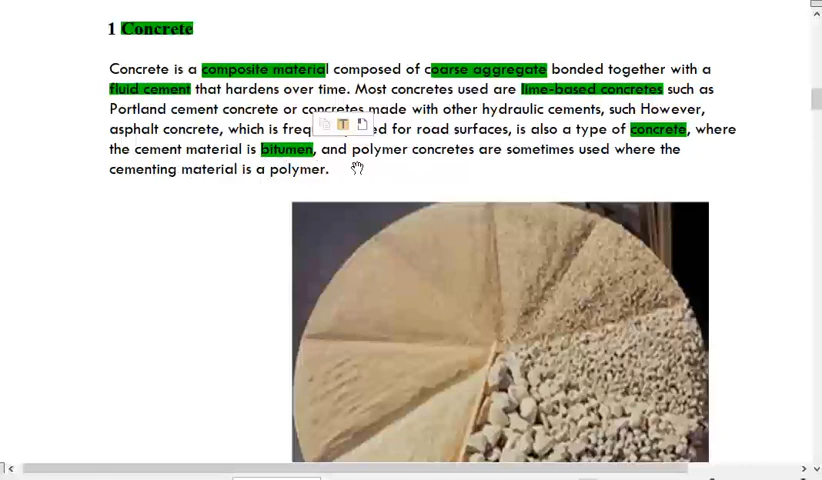 1 Concrete
Concrete is a composite material composed of coarse aggregate bonded together with a
fluid cement that hardens over time. Most concretes used are lime-based concretes such as
Portland cement concrete or concretes made with other hydraulic cements, such However,
asphalt concrete, which is for road surfaces, is also a type of concrete, where
the cement material is bitumen, and polymer concretes are sometimes used where the
cementing material is a polymer.